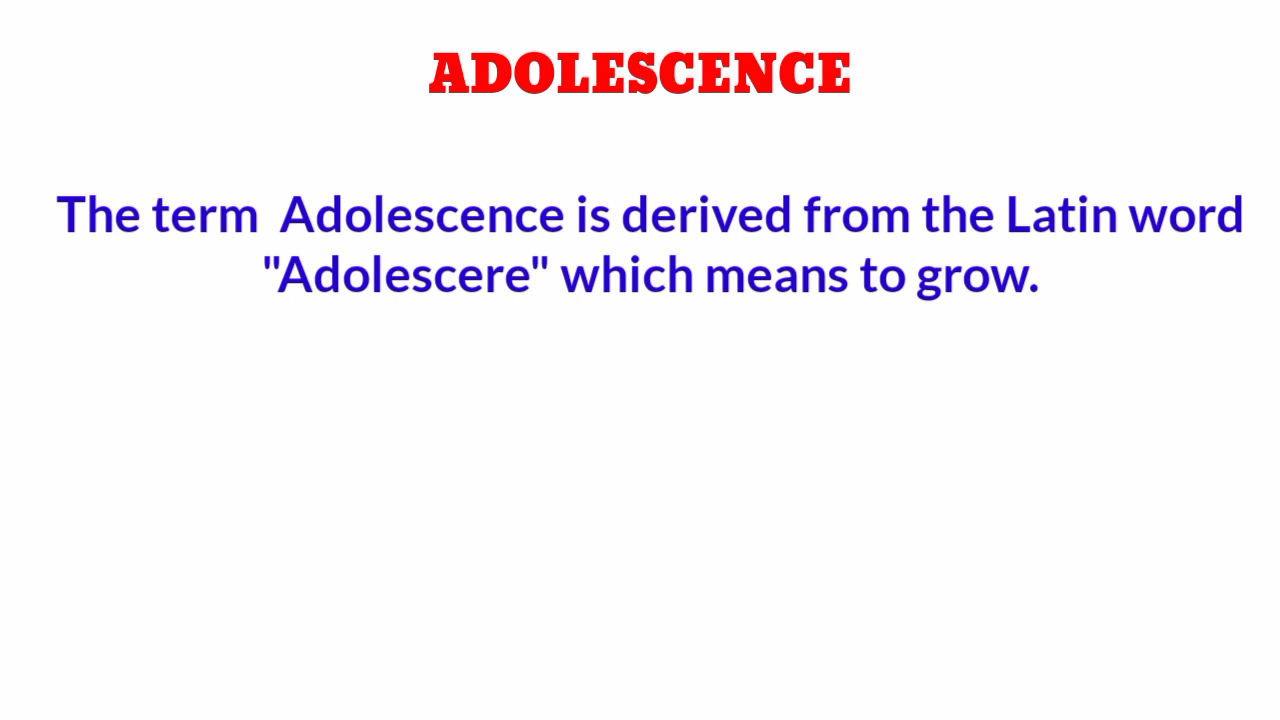 ADOLESCENCE
The term  Adolescence is derived from the Latin word
"Adolescere" which means to grow.